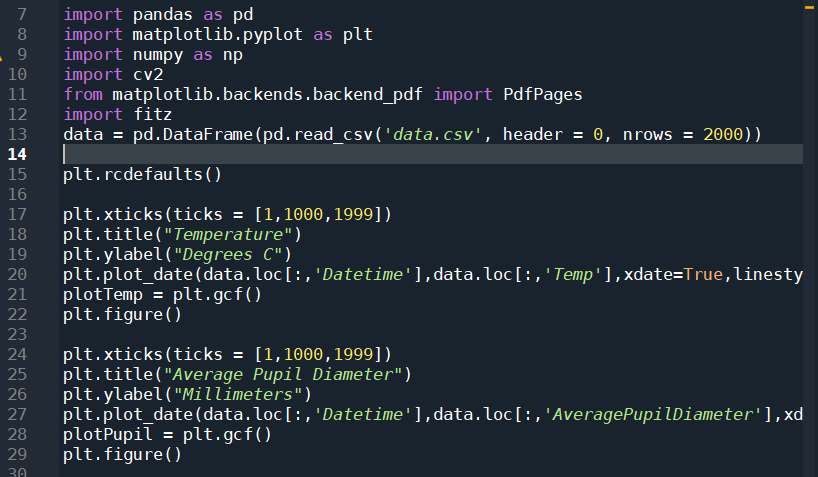 7 import pandas as pd
8 import matplotlib.pyplot as plt
9 import numpy as np
10 import cv2
11 from matplotlib.backends.backend_pdf import PdfPages
12 import fitz
13 data = pd.DataFrame(pd.read_csv('data.csv', header = 0, nrows = 2000))
14
15 plt.rcdefaults()
16
17 plt.xticks(ticks = [1,1000,1999])
18 plt.title("Temperature")
19 plt.ylabel("Degrees C")
20 plt.plot_date(data.loc[:,'Datetime'],data.loc[:,'Temp'],xdate=True,linesty
21 plotTemp = plt.gcf()
22 plt.figure()
23
24 plt.xticks(ticks = [1,1000,1999])
25 plt.title("Average Pupil Diameter")
26 plt.ylabel("Millimeters")
27 plt.plot_date(data.loc[:,'Datetime'],data.loc[:,'AveragePupilDiameter'],xd
28 plotPupil = plt.gcf()
29 plt.figure()
30